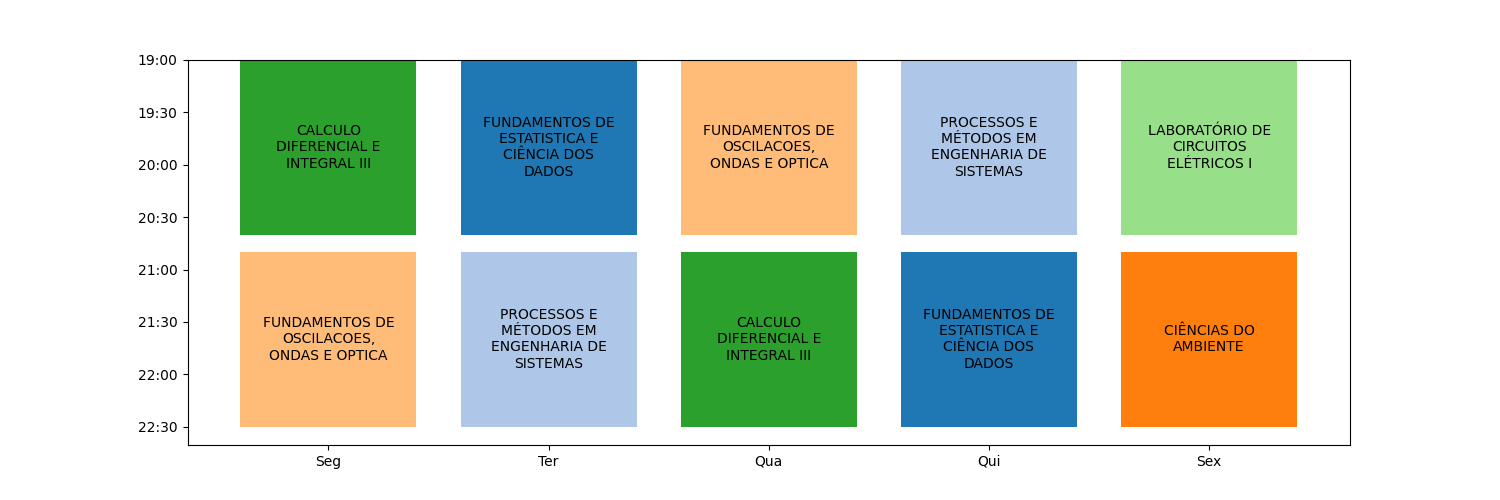 19:00
19:30
20:00
20:30
21:00
21:30
22:00
22:30
CALCULO
DIFERENCIAL E
INTEGRAL III
FUNDAMENTOS DE
ESTATISTICA E
CIÊNCIA DOS
DADOS
FUNDAMENTOS DE
OSCILACOES,
ONDAS E OPTICA
PROCESSOS E
MÉTODOS EM
ENGENHARIA DE
SISTEMAS
LABORATÓRIO DE
CIRCUITOS
ELÉTRICOS I
FUNDAMENTOS DE
OSCILACOES,
ONDAS E OPTICA
PROCESSOS E
MÉTODOS EM
ENGENHARIA DE
SISTEMAS
CALCULO
DIFERENCIAL E
INTEGRAL III
FUNDAMENTOS DE
ESTATISTICA E
CIÊNCIA DOS
DADOS
CIÊNCIAS DO
AMBIENTE
Seg
Ter
Qua
Qui
Sex